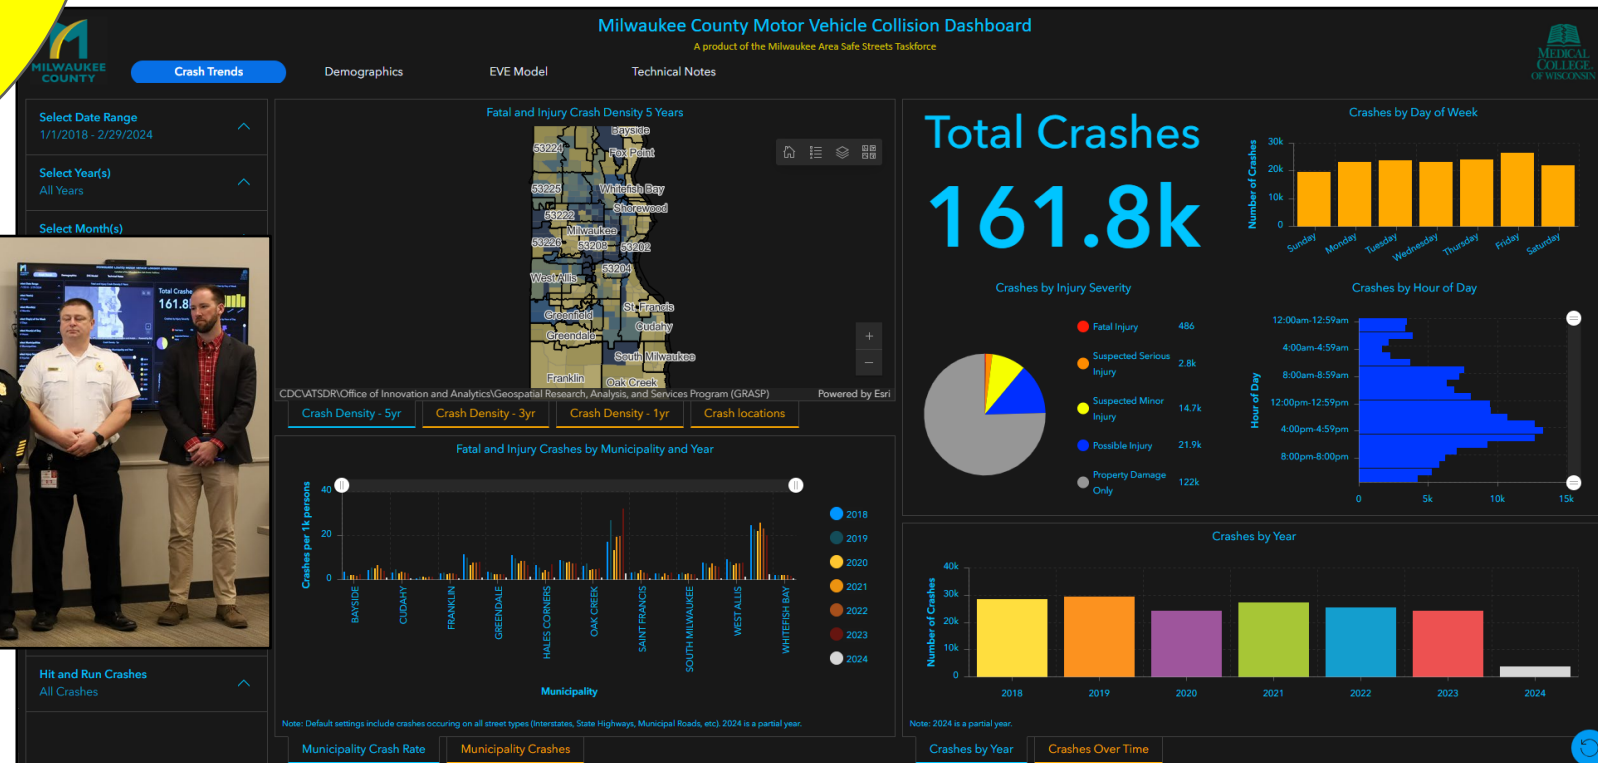 Milwaukee County Motor Vehicle Collision Dashboard
A product of the Milwaukee Area Safe Streets Taskforce
MILWAUKEE
COUNTY
MEDICAL
COLLEGE
OF WISCONSIN
Crash Trends
Demographics
EVE Model
Technical Notes
Select Date Range
1/1/2018 - 2/29/2024
Select Year(s)
All Years
Select Month(s)
Hit and Run Crashes
All Crashes
Fatal and Injury Crash Density 5 Years
Bayside
53224
Fox Point
53225
Whitefish Bay
Shorewood
53222
Milwaukee
53226
53208
53202
West Allis
53204
St. Francis
Greenfield
Cudahy
Greendale
South Milwaukee
Franklin
Oak Creek
CDC\ATSDR\Office of Innovation and Analytics\Geospatial Research, Analysis, and Services Program (GRASP)
Powered by Esri
Crash Density - 5yr
Crash Density - 3yr
Crash Density - 1yr
Crash locations
Fatal and Injury Crashes by Municipality and Year
Crashes per 1k persons
40
20
0
BAYSIDE
CUDAHY
FRANKLIN
GREENDALE
HALES CORNERS
OAK CREEK
SAINT FRANCIS
SOUTH MILWAUKEE
WEST ALLIS
WHITEFISH BAY
Municipality
2018
2019
2020
2021
2022
2023
2024
Note: Default settings include crashes occuring on all street types (Interstates, State Highways, Municipal Roads, etc). 2024 is a partial year.
Municipality Crash Rate
Municipality Crashes
Total Crashes
161.8k
Crashes by Day of Week
Number of Crashes
30k
20k
10k
0
Sunday
Monday
Tuesday
Wednesday
Thursday
Friday
Saturday
Crashes by Injury Severity
Fatal Injury 486
Suspected Serious
Injury 2.8k
Suspected Minor
Injury 14.7k
Possible Injury 21.9k
Property Damage
Only 122k
Crashes by Hour of Day
Hour of Day
12:00am-12:59am
4:00am-4:59am
8:00am-8:59am
12:00pm-12:59pm
4:00pm-4:59pm
8:00pm-8:00pm
0
5k
10k
15k
Crashes by Year
Number of Crashes
40k
30k
20k
10k
0
2018
2019
2020
2021
2022
2023
2024
Note: 2024 is a partial year.
Crashes by Year
Crashes Over Time
Total Crashes
161.8